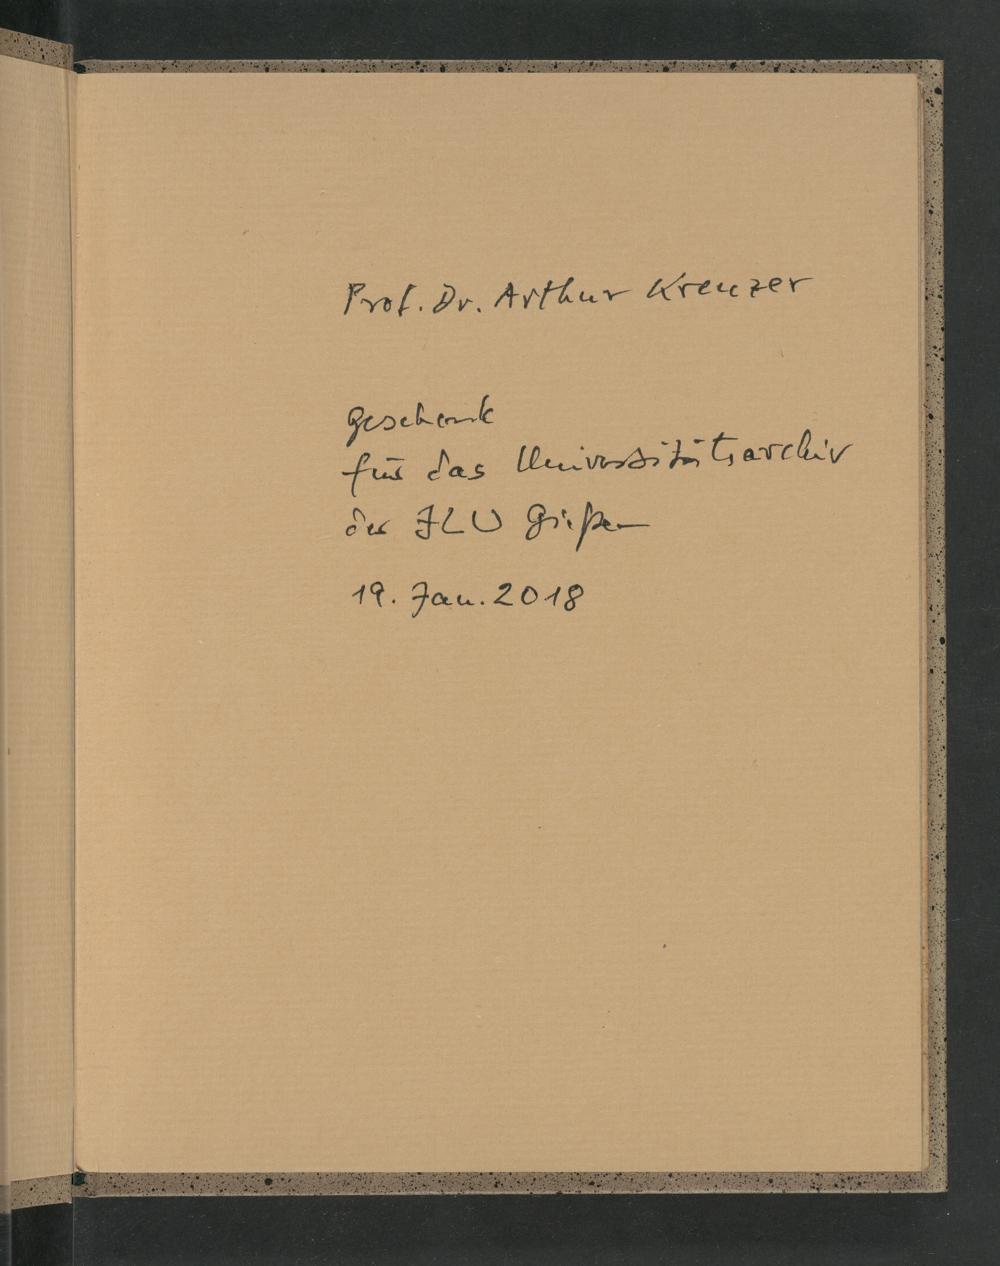 Prof. Dr. Arthur Kreuzer
Geschenk
für das Universitätsarchiv
der JLU Gießen
19. Jan. 2018